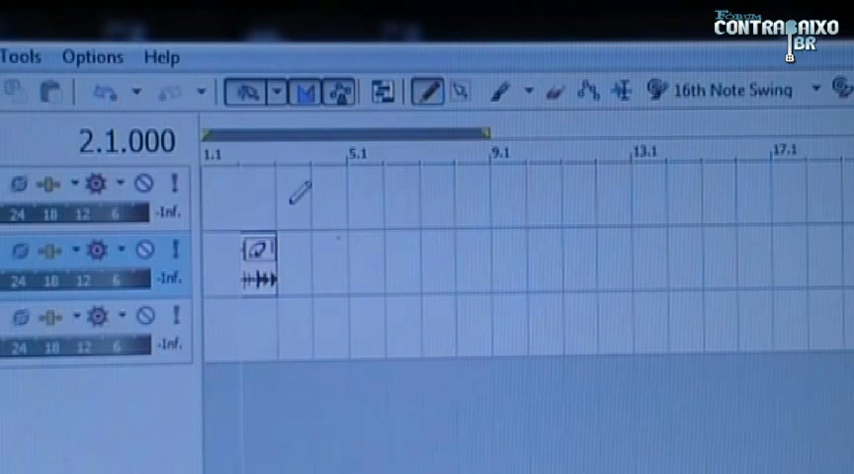 FÓRUM
CONTRABAIXO
BR
Tools Options Help
16th Note Swing
2.1.000
1.1 5.1 9.1 13.1 17.1
24 18 12 6 -Inf.
24 18 12 6 -Inf.
24 18 12 6 -Inf.